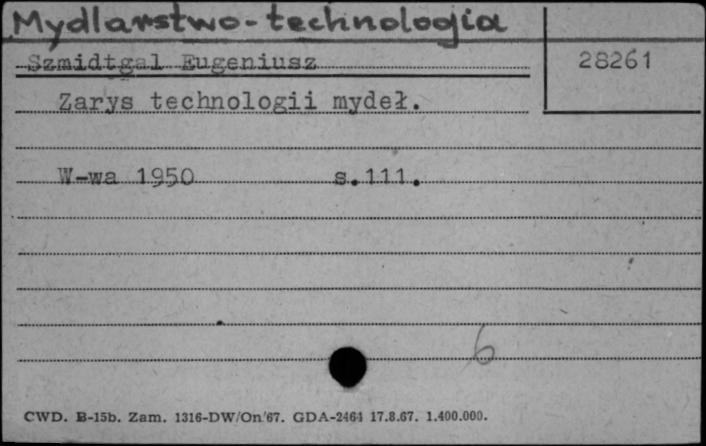 Mydlarstwo-technologia
Szmidtgal Eugeniusz
28261
Zarys technologii mydeł.
W-wa 1950 s.111.
6
CWD. B-15b. Zam. 1316-DW/On/67. GDA-2464 17.8.67. 1.400.000.